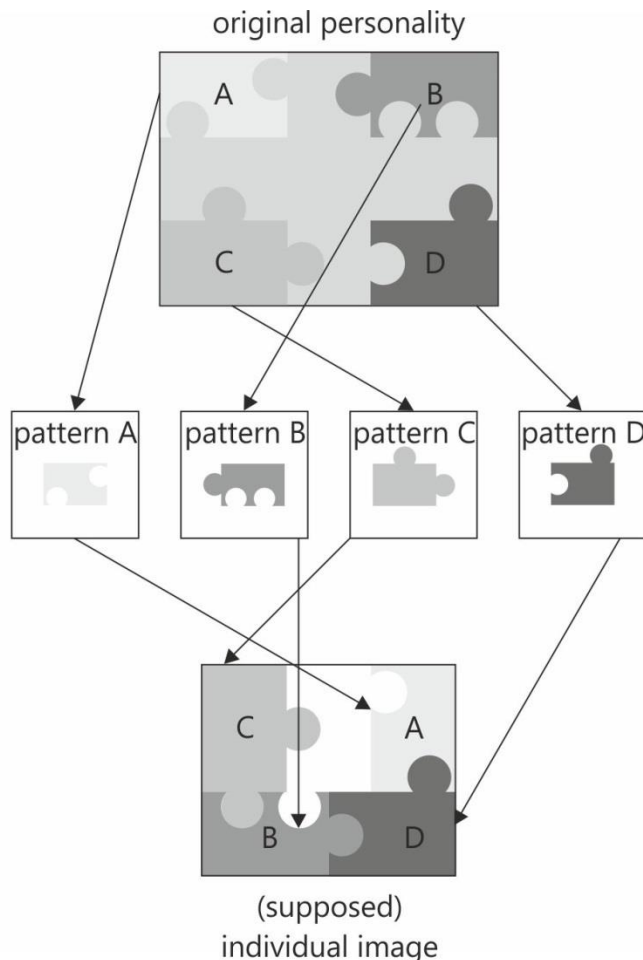 original personality
A
B
C
D
pattern A
pattern B
pattern C
pattern D
C
A
B
D
(supposed)
individual image